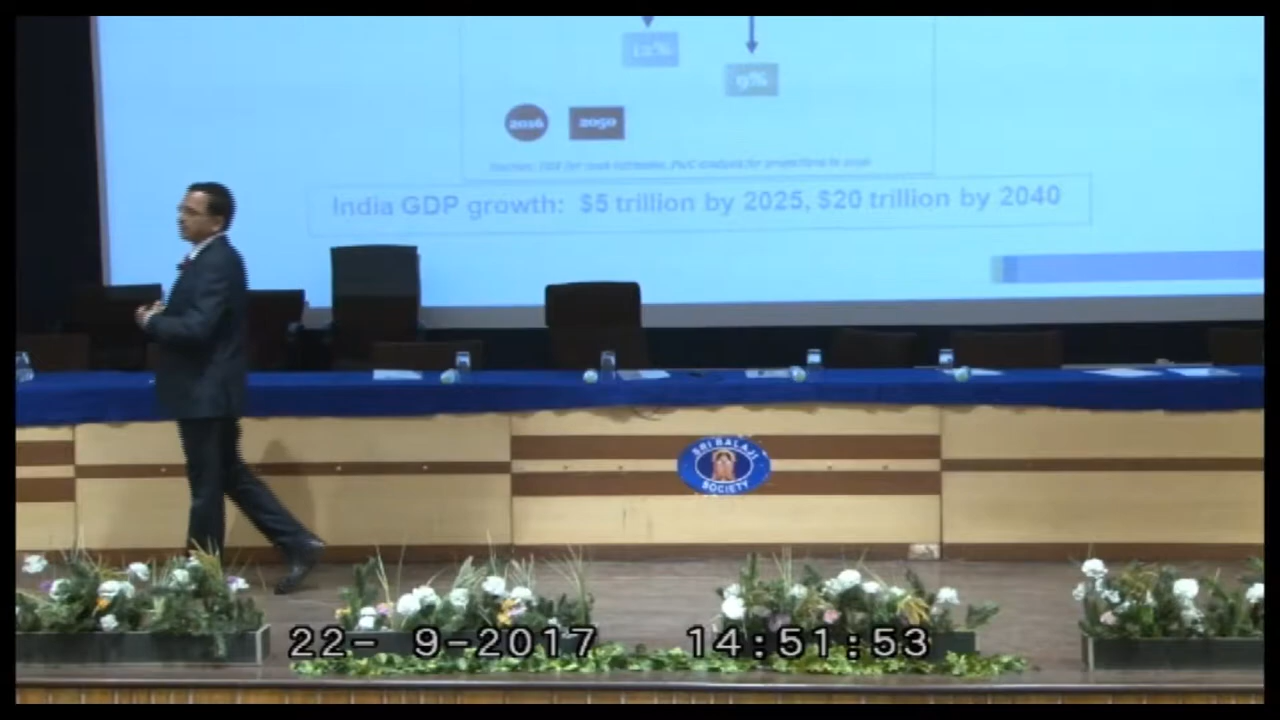 12%
9%
2016 2050
India GDP growth: $5 trillion by 2025, $20 trillion by 2040
SRI BALAJI
SOCIETY
22- 9-2017 14:51:53